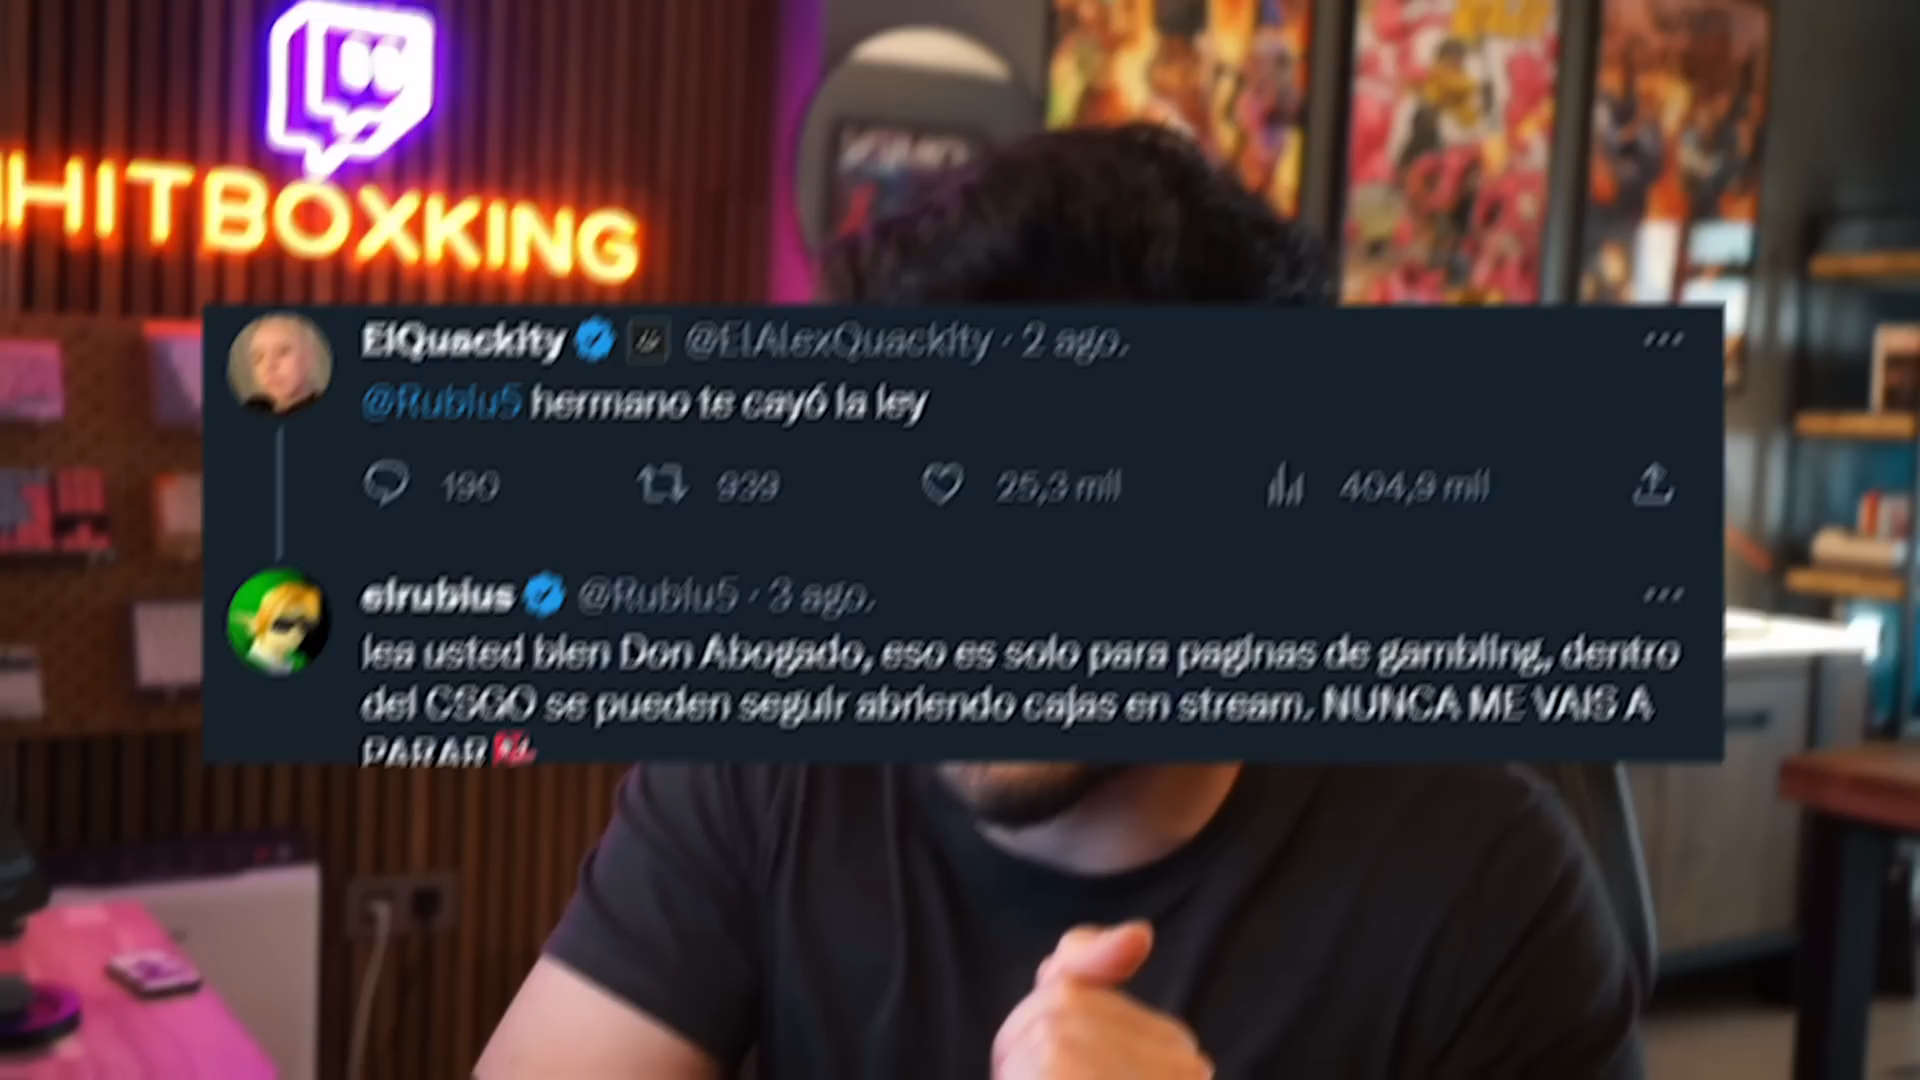 HITBOXKING
ElQuackity @ElAlexQuackity · 2 ago.
@Rubiu5 hermano te cayó la ley
190 939 25,3 mil 404,9 mil
elrubius @Rubiu5 · 3 ago.
lea usted bien Don Abogado, eso es solo para paginas de gambling, dentro
del CSGO se pueden seguir abriendo cajas en stream. NUNCA ME VAIS A
PARAR